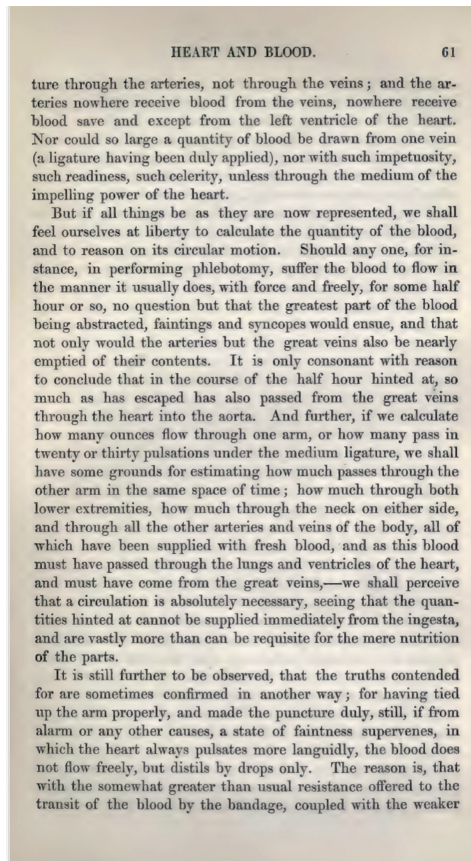 HEART AND BLOOD. 61
ture through the arteries, not through the veins; and the ar-
teries nowhere receive blood from the veins, nowhere receive
blood save and except from the left ventricle of the heart.
Nor could so large a quantity of blood be drawn from one vein
(a ligature having been duly applied), nor with such impetuosity,
such readiness, such celerity, unless through the medium of the
impelling power of the heart.
But if all things be as they are now represented, we shall
feel ourselves at liberty to calculate the quantity of the blood,
and to reason on its circular motion. Should any one, for in-
stance, in performing phlebotomy, suffer the blood to flow in
the manner it usually does, with force and freely, for some half
hour or so, no question but that the greatest part of the blood
being abstracted, faintings and syncopes would ensue, and that
not only would the arteries but the great veins also be nearly
emptied of their contents. It is only consonant with reason
to conclude that in the course of the half hour hinted at, so
much as has escaped has also passed from the great veins
through the heart into the aorta. And further, if we calculate
how many ounces flow through one arm, or how many pass in
twenty or thirty pulsations under the medium ligature, we shall
have some grounds for estimating how much passes through the
other arm in the same space of time; how much through both
lower extremities, how much through the neck on either side,
and through all the other arteries and veins of the body, all of
which have been supplied with fresh blood, and as this blood
must have passed through the lungs and ventricles of the heart,
and must have come from the great veins,—we shall perceive
that a circulation is absolutely necessary, seeing that the quan-
tities hinted at cannot be supplied immediately from the ingesta,
and are vastly more than can be requisite for the mere nutrition
of the parts.
It is still further to be observed, that the truths contended
for are sometimes confirmed in another way; for having tied
up the arm properly, and made the puncture duly, still, if from
alarm or any other causes, a state of faintness supervenes, in
which the heart always pulsates more languidly, the blood does
not flow freely, but distils by drops only. The reason is, that
with the somewhat greater than usual resistance offered to the
transit of the blood by the bandage, coupled with the weaker